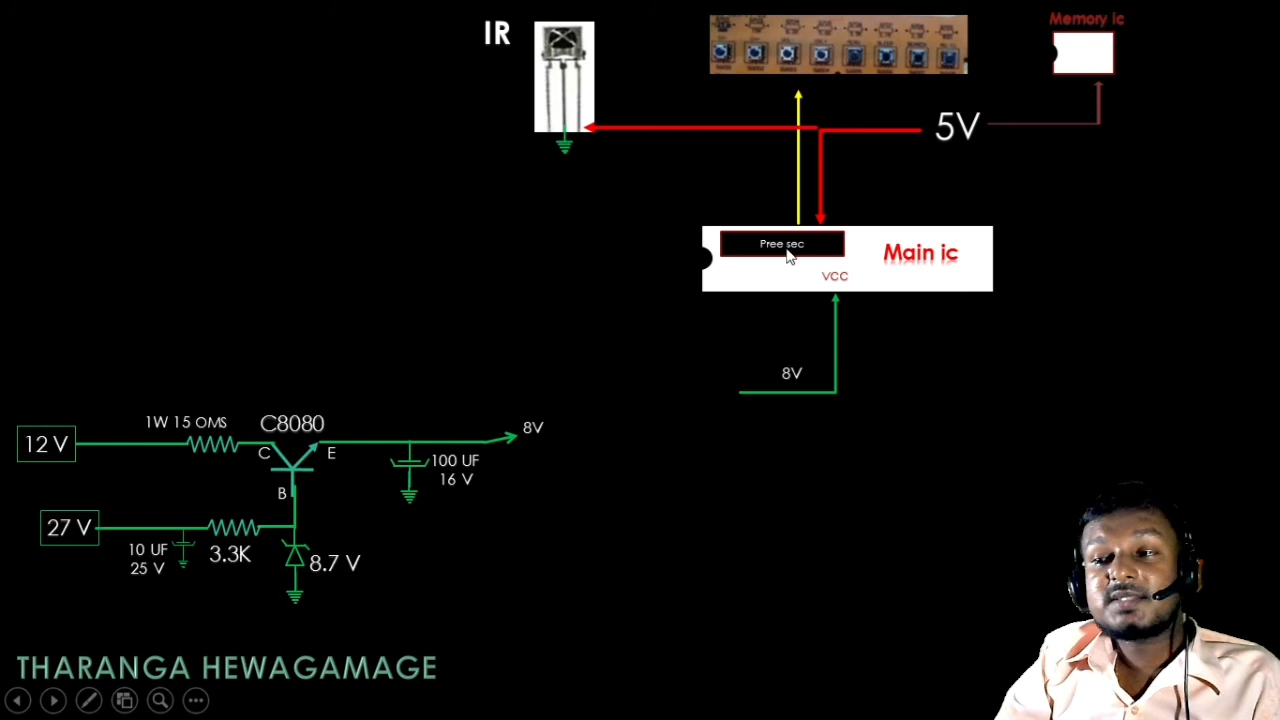 IR
Memory ic
5V
Pree sec
Main ic
VCC
8V
1W 15 OMS
C8080
12 V
C
E
8V
100 UF
16 V
B
27 V
10 UF
25 V
3.3K
8.7 V
THARANGA HEWAGAMAGE